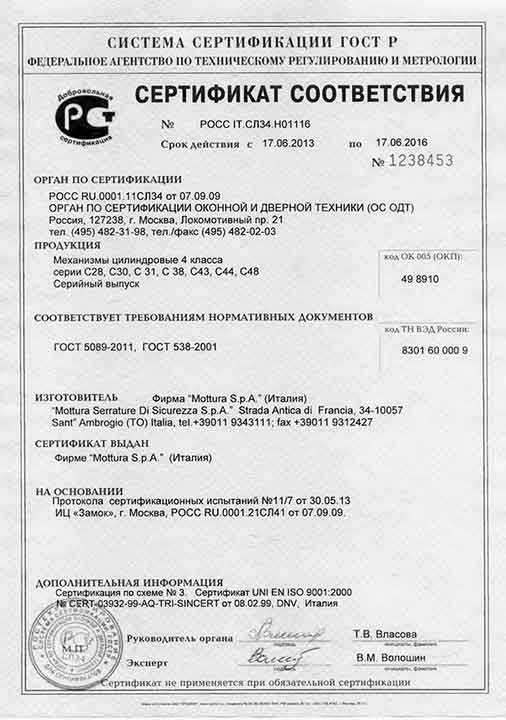 СИСТЕМА СЕРТИФИКАЦИИ ГОСТ Р
ФЕДЕРАЛЬНОЕ АГЕНТСТВО ПО ТЕХНИЧЕСКОМУ РЕГУЛИРОВАНИЮ И МЕТРОЛОГИИ
Добровольная
сертификация
СЕРТИФИКАТ СООТВЕТСТВИЯ
№ РОСС IT.СЛ34.Н01116
Срок действия с 17.06.2013 по 17.06.2016
№ 1238453
ОРГАН ПО СЕРТИФИКАЦИИ
РОСС RU.0001.11СЛ34 от 07.09.09
ОРГАН ПО СЕРТИФИКАЦИИ ОКОННОЙ И ДВЕРНОЙ ТЕХНИКИ (ОС ОДТ)
Россия, 127238, г. Москва, Локомотивный пр. 21
тел. (495) 482-31-98, тел./факс (495) 482-02-03
ПРОДУКЦИЯ
Механизмы цилиндровые 4 класса
серии C28, C30, C 31, C 38, C43, C44, C48
Серийный выпуск
код ОК 005 (ОКП):
49 8910
СООТВЕТСТВУЕТ ТРЕБОВАНИЯМ НОРМАТИВНЫХ ДОКУМЕНТОВ
ГОСТ 5089-2011, ГОСТ 538-2001
код ТН ВЭД России:
8301 60 000 9
ИЗГОТОВИТЕЛЬ Фирма "Mottura S.p.A." (Италия)
"Mottura Serrature Di Sicurezza S.p.A." Strada Antica di Francia, 34-10057
Sant" Ambrogio (TO) Italia, tel.+39011 9343111; fax +39011 9312427
СЕРТИФИКАТ ВЫДАН
Фирме "Mottura S.p.A." (Италия)
НА ОСНОВАНИИ
Протокола сертификационных испытаний №11/7 от 30.05.13
ИЦ «Замок», г. Москва, РОСС RU.0001.21СЛ41 от 07.09.09.
ДОПОЛНИТЕЛЬНАЯ ИНФОРМАЦИЯ
Сертификация по схеме № 3. Сертификат UNI EN ISO 9001:2000
№ CERT-03932-99-AQ-TRI-SINCERT от 08.02.99, DNV, Италия
М.П.
Руководитель органа Т.В. Власова
подпись инициалы, фамилия
Эксперт В.М. Волошин
подпись инициалы, фамилия
Сертификат не применяется при обязательной сертификации